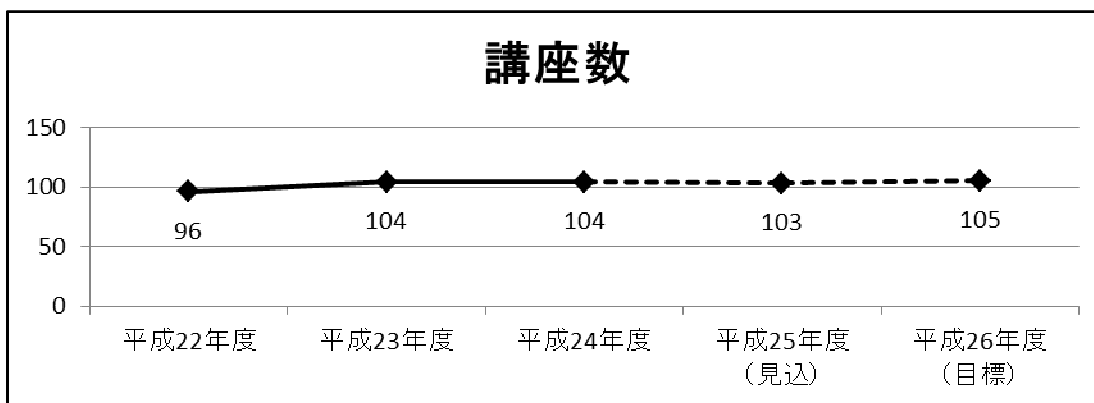 講座数
150
100
50
0
96
104
104
103
105
平成22年度
平成23年度
平成24年度
平成25年度
（見込）
平成26年度
（目標）